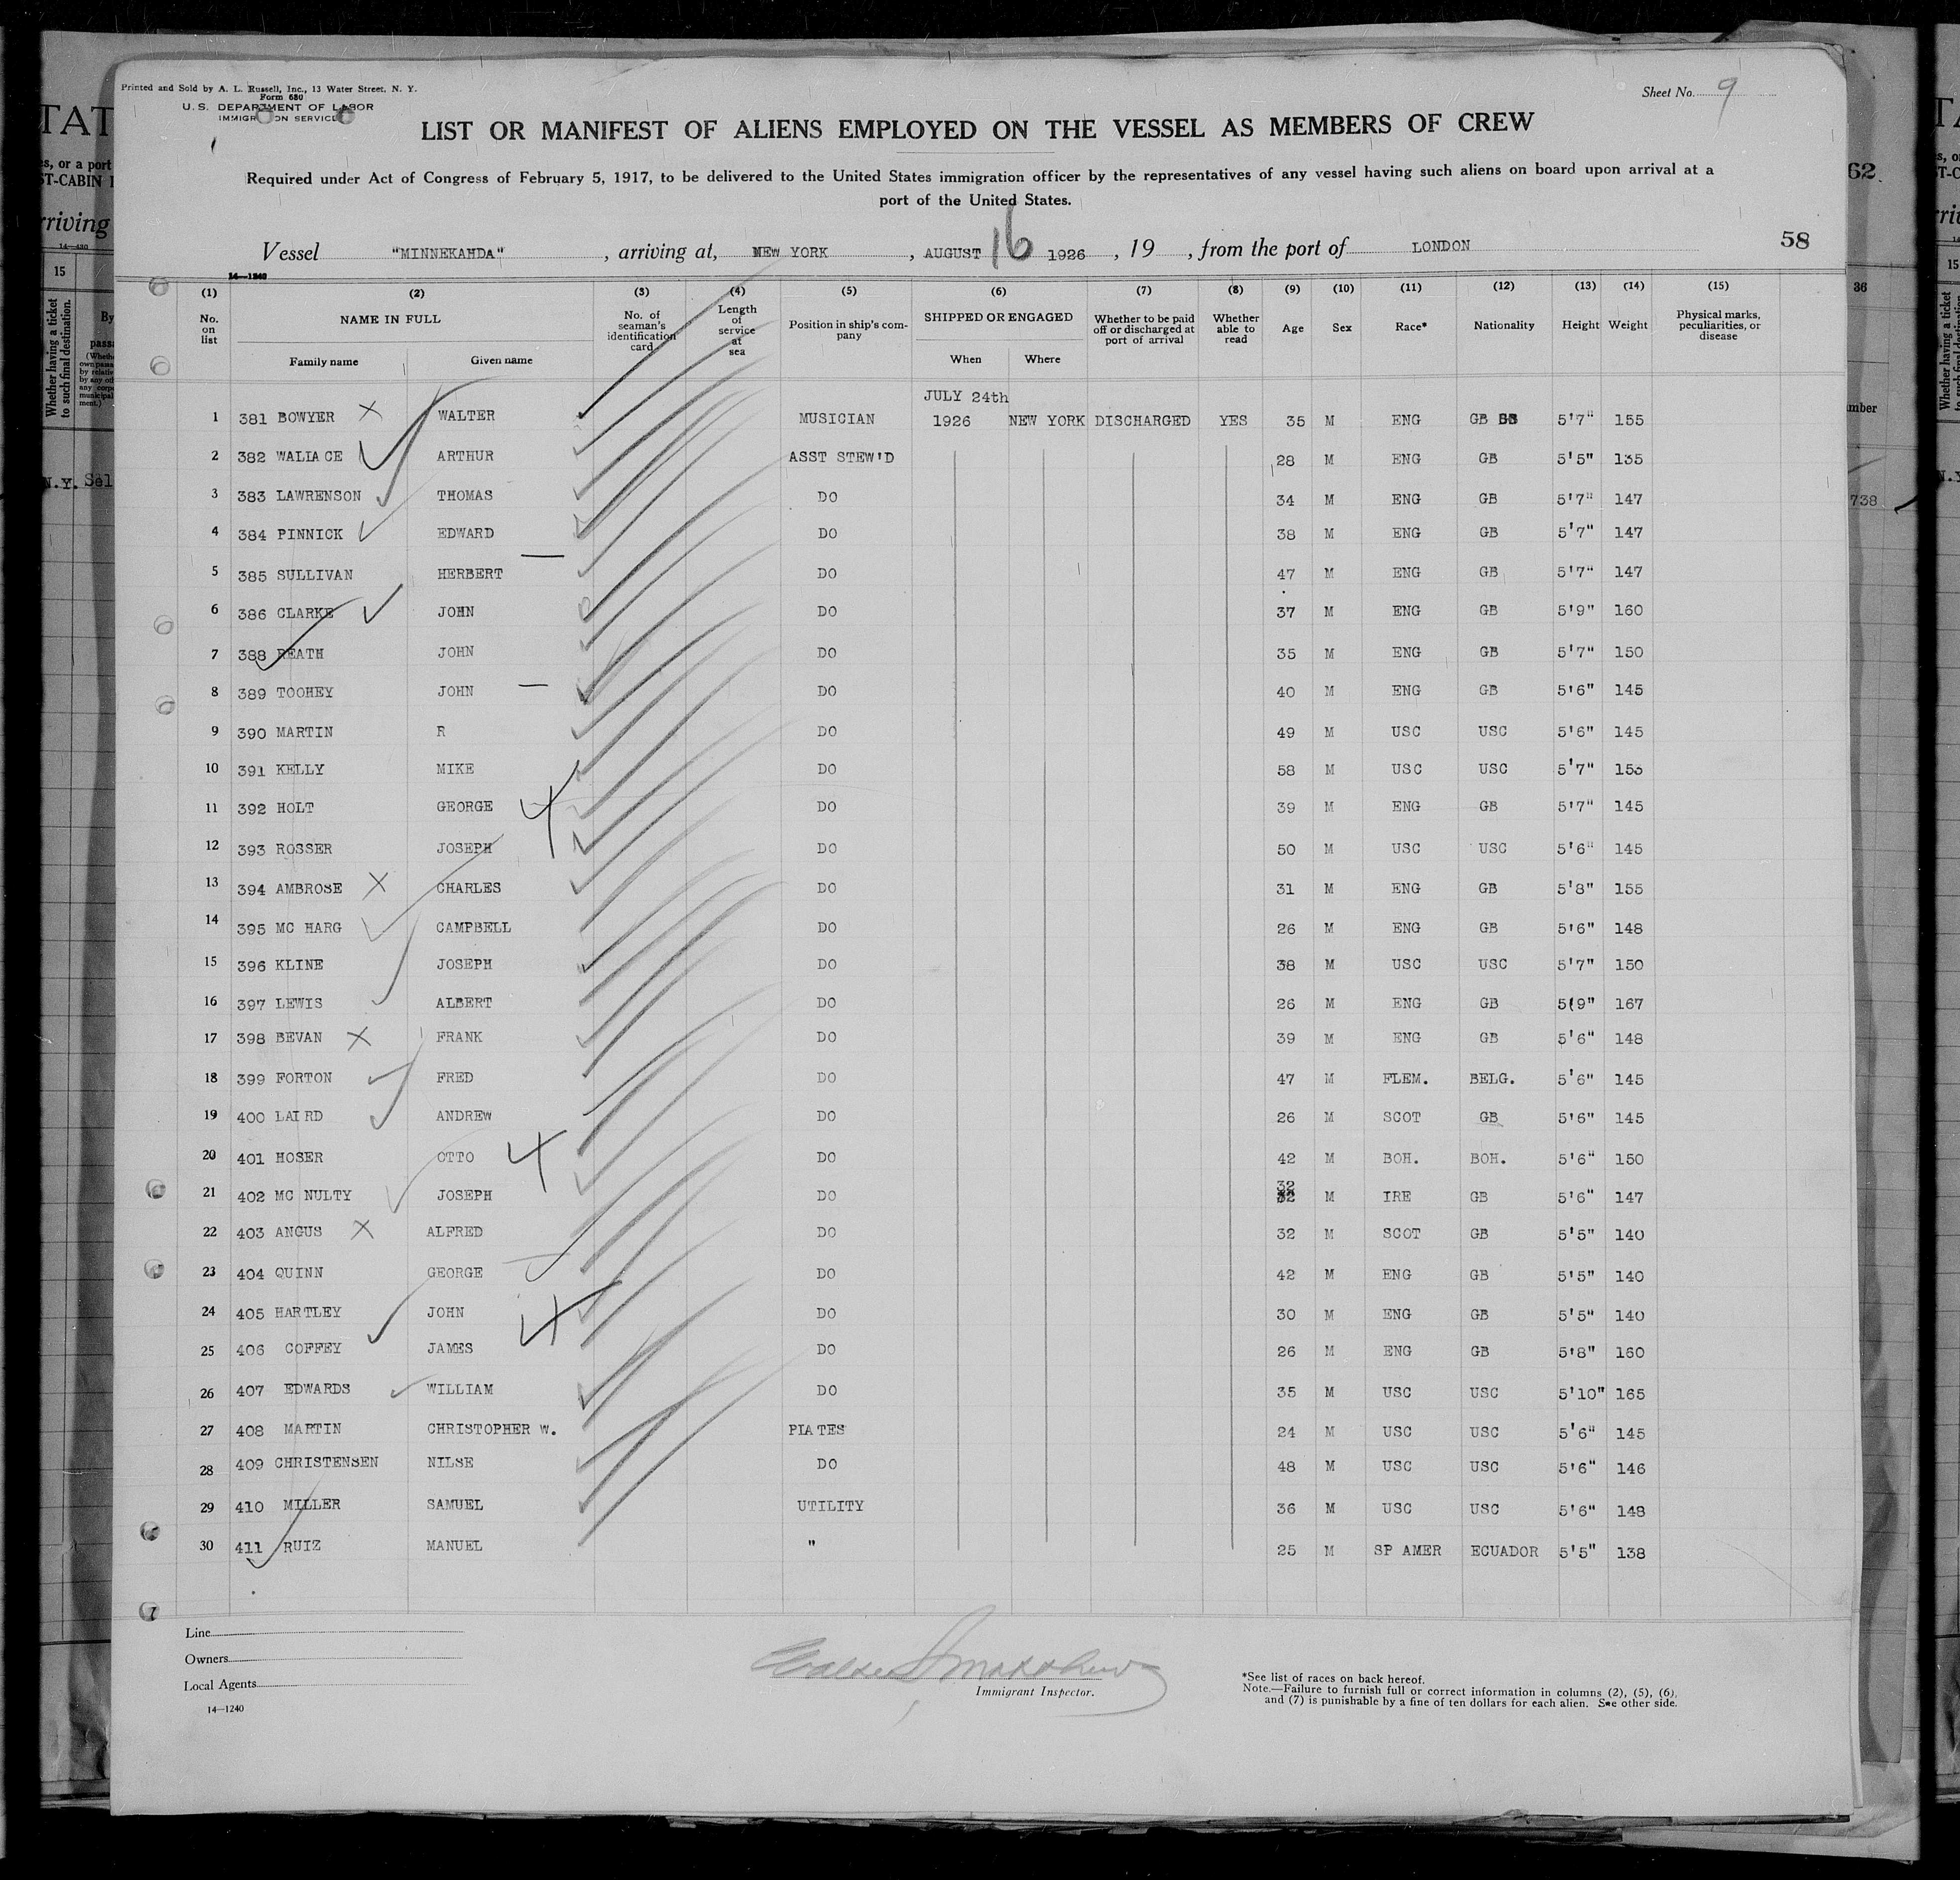 Printed and Sold by A. L. Russell, Inc., 13 Water Street, N. Y.
Form 680
U. S. DEPARTMENT OF LABOR
IMMIGRATION SERVICE
Sheet No. 9
LIST OR MANIFEST OF ALIENS EMPLOYED ON THE VESSEL AS MEMBERS OF CREW
Required under Act of Congress of February 5, 1917, to be delivered to the United States immigration officer by the representatives of any vessel having such aliens on board upon arrival at a
port of the United States.
Vessel "MINNEKAHDA", arriving at, NEW YORK, AUGUST 16 1926, 19, from the port of LONDON
58
14—1240
(1) (2) (3) (4) (5) (6) (7) (8) (9) (10) (11) (12) (13) (14) (15)
No. on list NAME IN FULL Family name Given name No. of seaman's identification card Length of service at sea Position in ship's company SHIPPED OR ENGAGED When Where Whether to be paid off or discharged at port of arrival Whether able to read Age Sex Race* Nationality Height Weight Physical marks, peculiarities, or disease
JULY 24th
1 381 BOWYER X WALTER MUSICIAN 1926 NEW YORK DISCHARGED YES 35 M ENG GB 5'7" 155
2 382 WALLACE ARTHUR ASST STEW'D 28 M ENG GB 5'5" 135
3 383 LAWRENSON THOMAS DO 34 M ENG GB 5'7" 147
4 384 PINNICK EDWARD DO 38 M ENG GB 5'7" 147
5 385 SULLIVAN HERBERT DO 47 M ENG GB 5'7" 147
6 386 CLARKE JOHN DO 37 M ENG GB 5'9" 160
7 388 REATH JOHN DO 35 M ENG GB 5'7" 150
8 389 TOOHEY JOHN DO 40 M ENG GB 5'6" 145
9 390 MARTIN R DO 49 M USC USC 5'6" 145
10 391 KELLY MIKE DO 58 M USC USC 5'7" 153
11 392 HOLT GEORGE DO 39 M ENG GB 5'7" 145
12 393 ROSSER JOSEPH DO 50 M USC USC 5'6" 145
13 394 AMBROSE X CHARLES DO 31 M ENG GB 5'8" 155
14 395 MC HARG CAMPBELL DO 26 M ENG GB 5'6" 148
15 396 KLINE JOSEPH DO 38 M USC USC 5'7" 150
16 397 LEWIS ALBERT DO 26 M ENG GB 5(9" 167
17 398 BEVAN X FRANK DO 39 M ENG GB 5'6" 148
18 399 FORTON FRED DO 47 M FLEM. BELG. 5'6" 145
19 400 LAIRD ANDREW DO 26 M SCOT GB 5'6" 145
20 401 HOSER OTTO DO 42 M BOH. BOH. 5'6" 150
21 402 MC NULTY JOSEPH DO 32 M IRE GB 5'6" 147
22 403 ANGUS X ALFRED DO 32 M SCOT GB 5'5" 140
23 404 QUINN GEORGE DO 42 M ENG GB 5'5" 140
24 405 HARTLEY JOHN DO 30 M ENG GB 5'5" 140
25 406 COFFEY JAMES DO 26 M ENG GB 5'8" 160
26 407 EDWARDS WILLIAM DO 35 M USC USC 5'10" 165
27 408 MARTIN CHRISTOPHER W. PLATES 24 M USC USC 5'6" 145
28 409 CHRISTENSEN NILSE DO 48 M USC USC 5'6" 146
29 410 MILLER SAMUEL UTILITY 36 M USC USC 5'6" 148
30 411 RUIZ MANUEL " 25 M SP AMER ECUADOR 5'5" 138
Line
Owners
Local Agents
14—1240
Immigrant Inspector.
*See list of races on back hereof.
Note.—Failure to furnish full or correct information in columns (2), (5), (6),
and (7) is punishable by a fine of ten dollars for each alien. See other side.